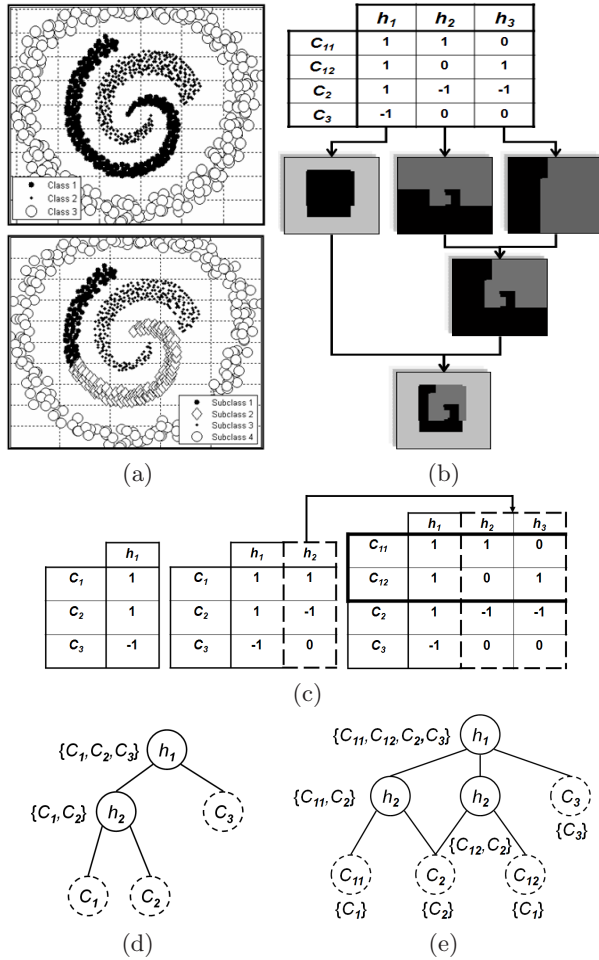 Class 1
Class 2
Class 3
Subclass 1
Subclass 2
Subclass 3
Subclass 4
(a)
h1 h2 h3
C11 1 1 0
C12 1 0 1
C2 1 -1 -1
C3 -1 0 0
(b)
h1
C1 1
C2 1
C3 -1
h1 h2
C1 1 1
C2 1 -1
C3 -1 0
h1 h2 h3
C11 1 1 0
C12 1 0 1
C2 1 -1 -1
C3 -1 0 0
(c)
{C1,C2,C3} h1
{C1,C2} h2 C3
C1 C2
(d)
{C11,C12,C2,C3} h1
{C11,C2} h2 h2 C3
{C3}
{C12,C2}
C11 C2 C12
{C1} {C2} {C1}
(e)